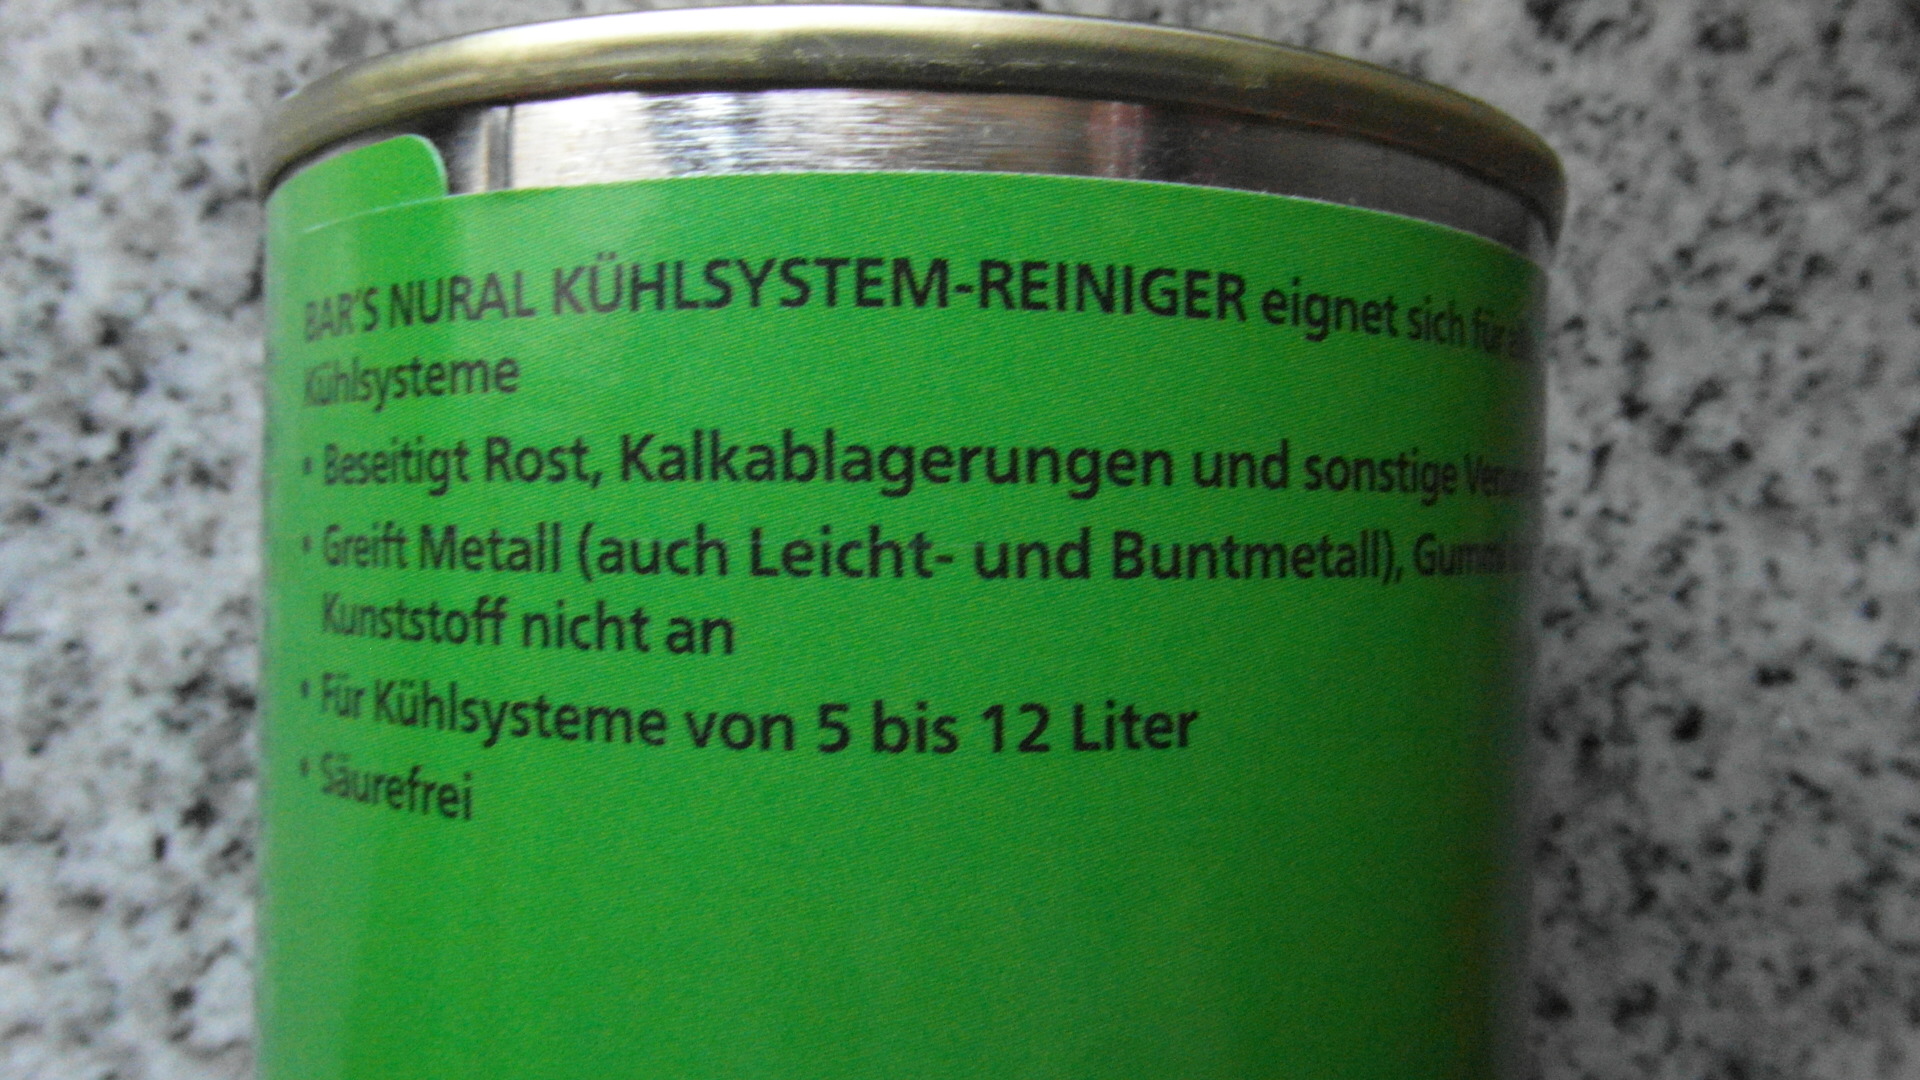 BAR'S NURAL KÜHLSYSTEM-REINIGER eignet sich für
Kühlsysteme
• Beseitigt Rost, Kalkablagerungen und sonstige
• Greift Metall (auch Leicht- und Buntmetall), Gummi
Kunststoff nicht an
• Für Kühlsysteme von 5 bis 12 Liter
• Säurefrei